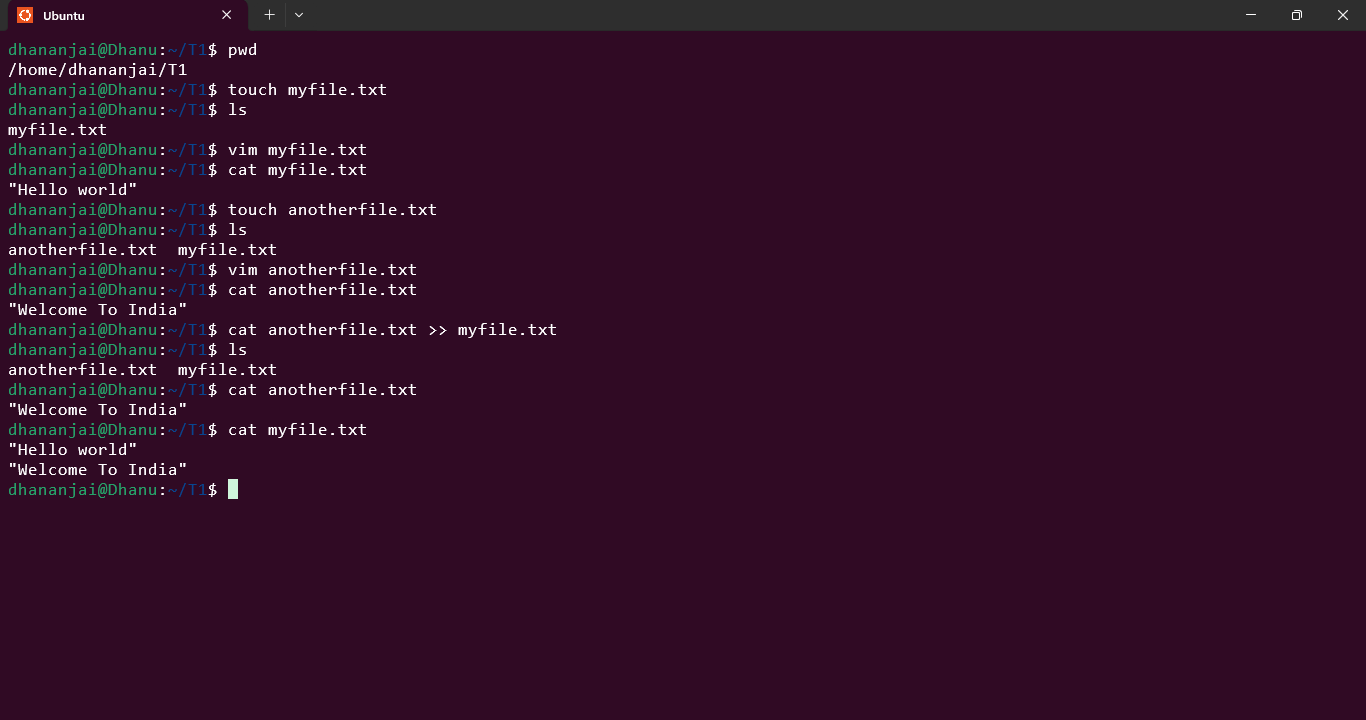 Ubuntu
dhananjai@Dhanu:~/T1$ pwd
/home/dhananjai/T1
dhananjai@Dhanu:~/T1$ touch myfile.txt
dhananjai@Dhanu:~/T1$ ls
myfile.txt
dhananjai@Dhanu:~/T1$ vim myfile.txt
dhananjai@Dhanu:~/T1$ cat myfile.txt
"Hello world"
dhananjai@Dhanu:~/T1$ touch anotherfile.txt
dhananjai@Dhanu:~/T1$ ls
anotherfile.txt  myfile.txt
dhananjai@Dhanu:~/T1$ vim anotherfile.txt
dhananjai@Dhanu:~/T1$ cat anotherfile.txt
"Welcome To India"
dhananjai@Dhanu:~/T1$ cat anotherfile.txt >> myfile.txt
dhananjai@Dhanu:~/T1$ ls
anotherfile.txt  myfile.txt
dhananjai@Dhanu:~/T1$ cat anotherfile.txt
"Welcome To India"
dhananjai@Dhanu:~/T1$ cat myfile.txt
"Hello world"
"Welcome To India"
dhananjai@Dhanu:~/T1$